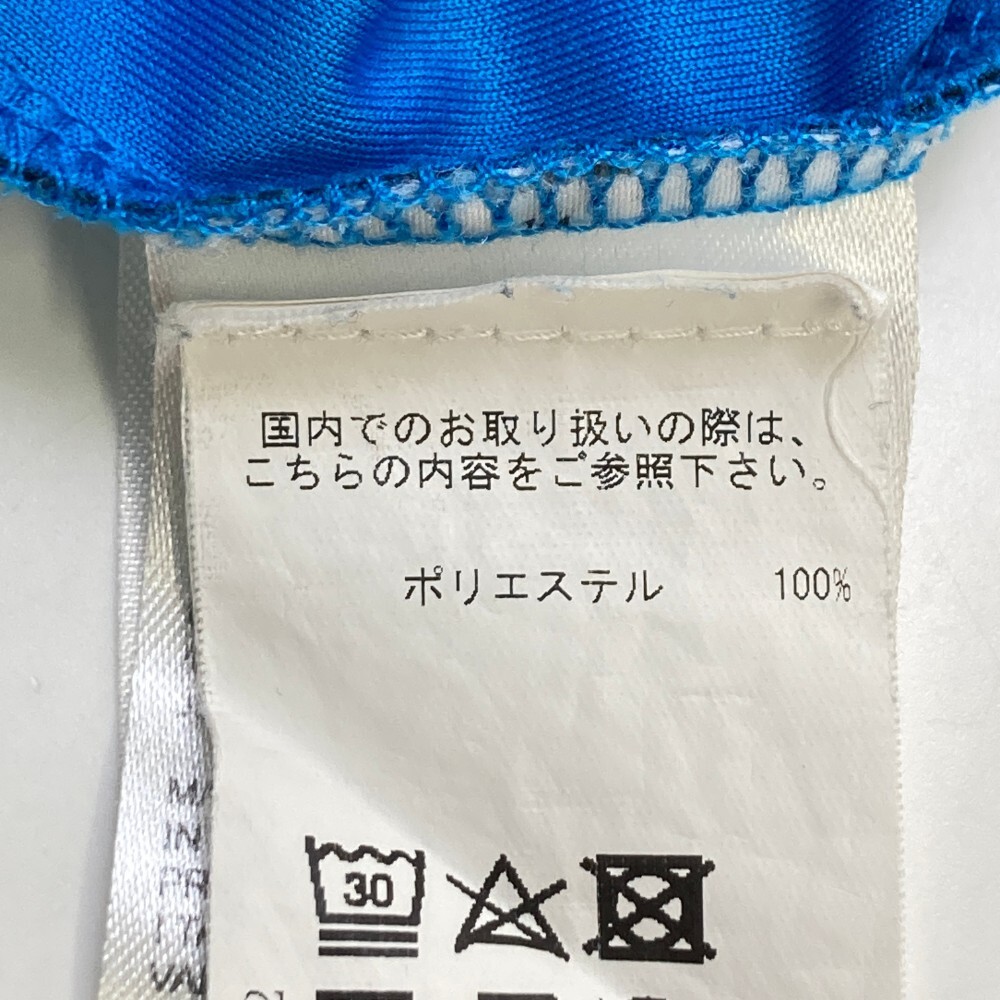 国内でのお取り扱いの際は、
こちらの内容をご参照下さい。
ポリエステル 100%
30